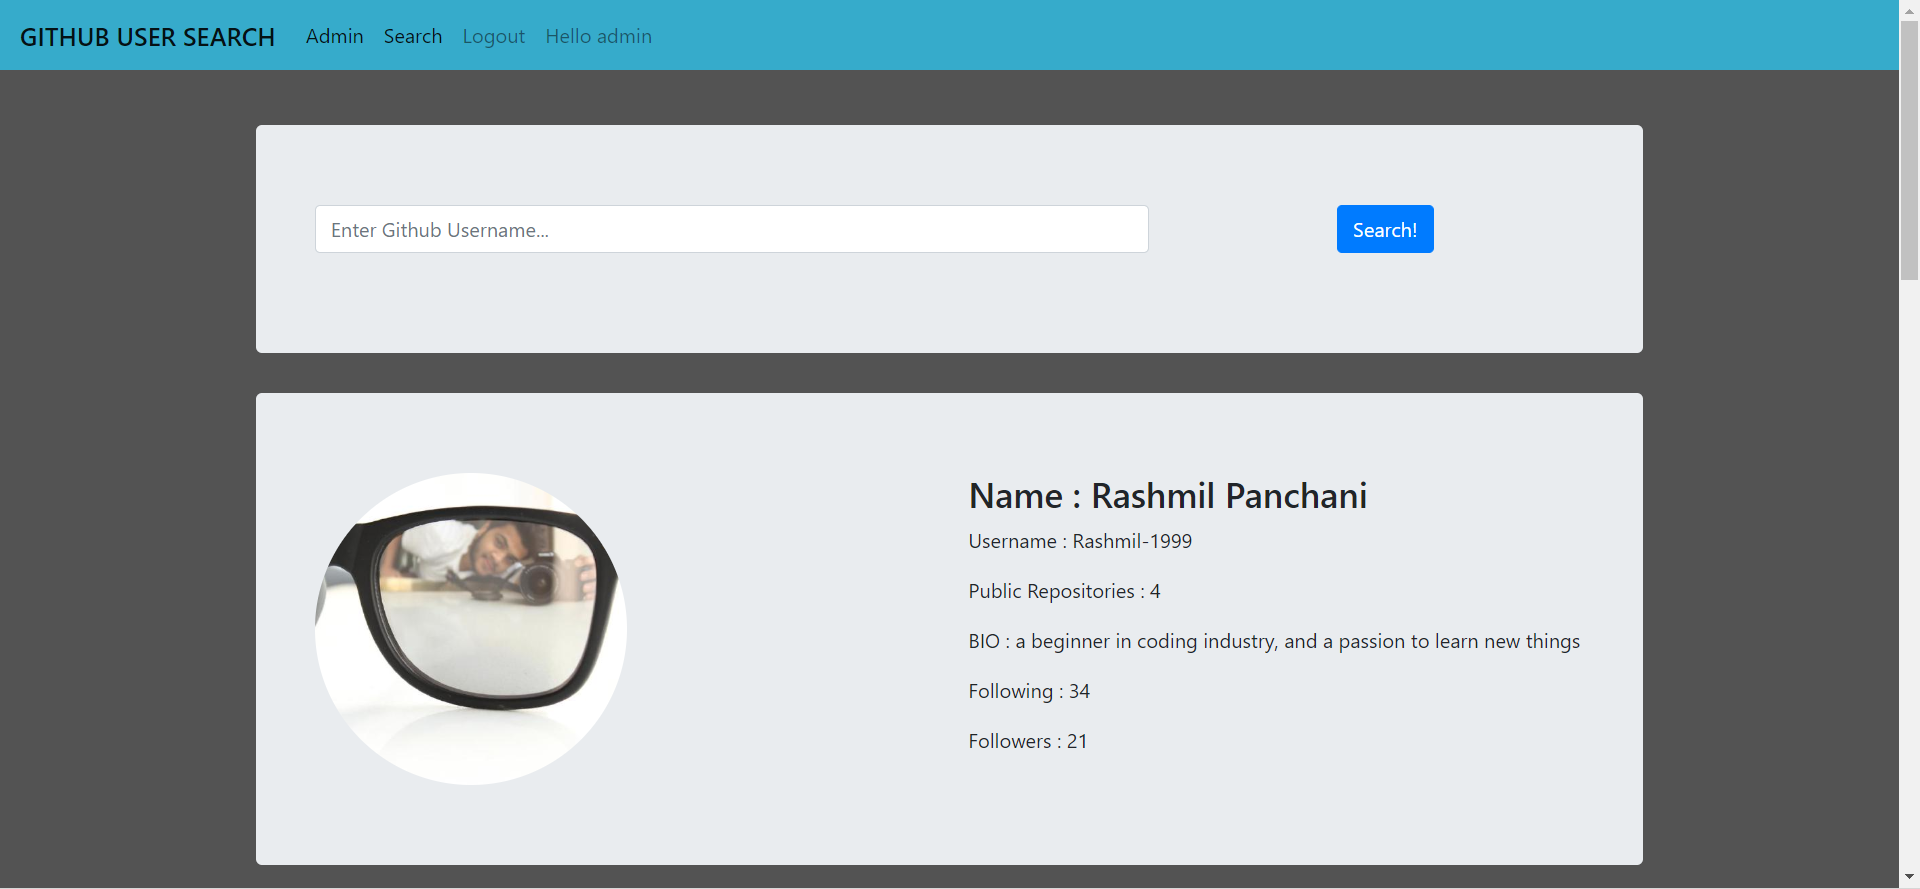 GITHUB USER SEARCH Admin Search Logout Hello admin
Enter Github Username... Search!
Name : Rashmil Panchani
Username : Rashmil-1999
Public Repositories : 4
BIO : a beginner in coding industry, and a passion to learn new things
Following : 34
Followers : 21